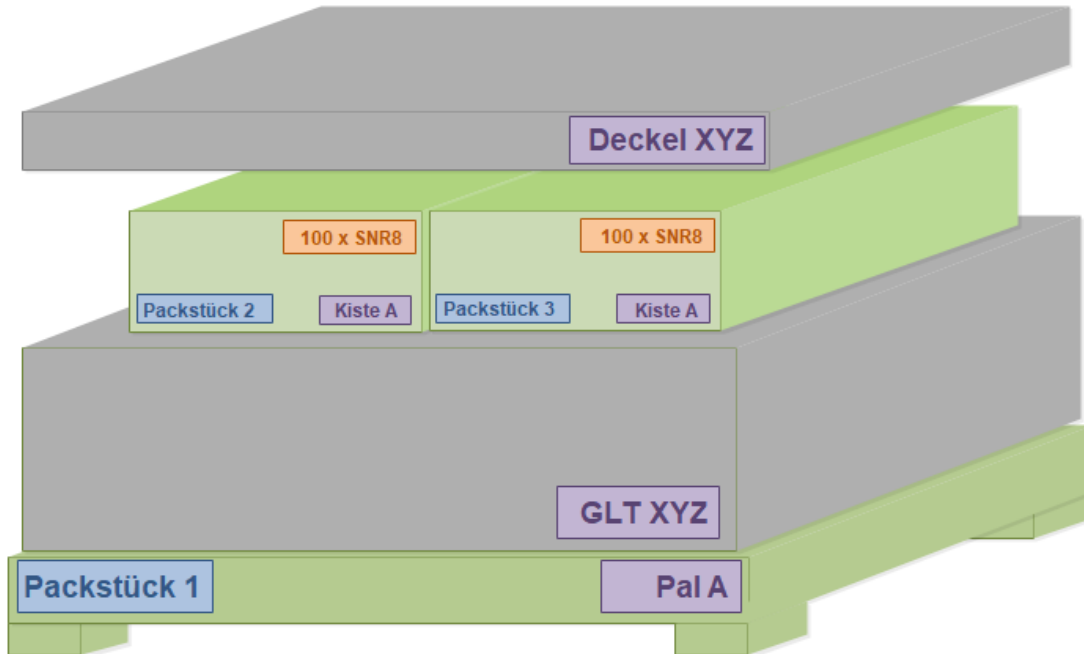 Deckel XYZ
100 x SNR8
100 x SNR8
Packstück 2
Kiste A
Packstück 3
Kiste A
GLT XYZ
Packstück 1
Pal A